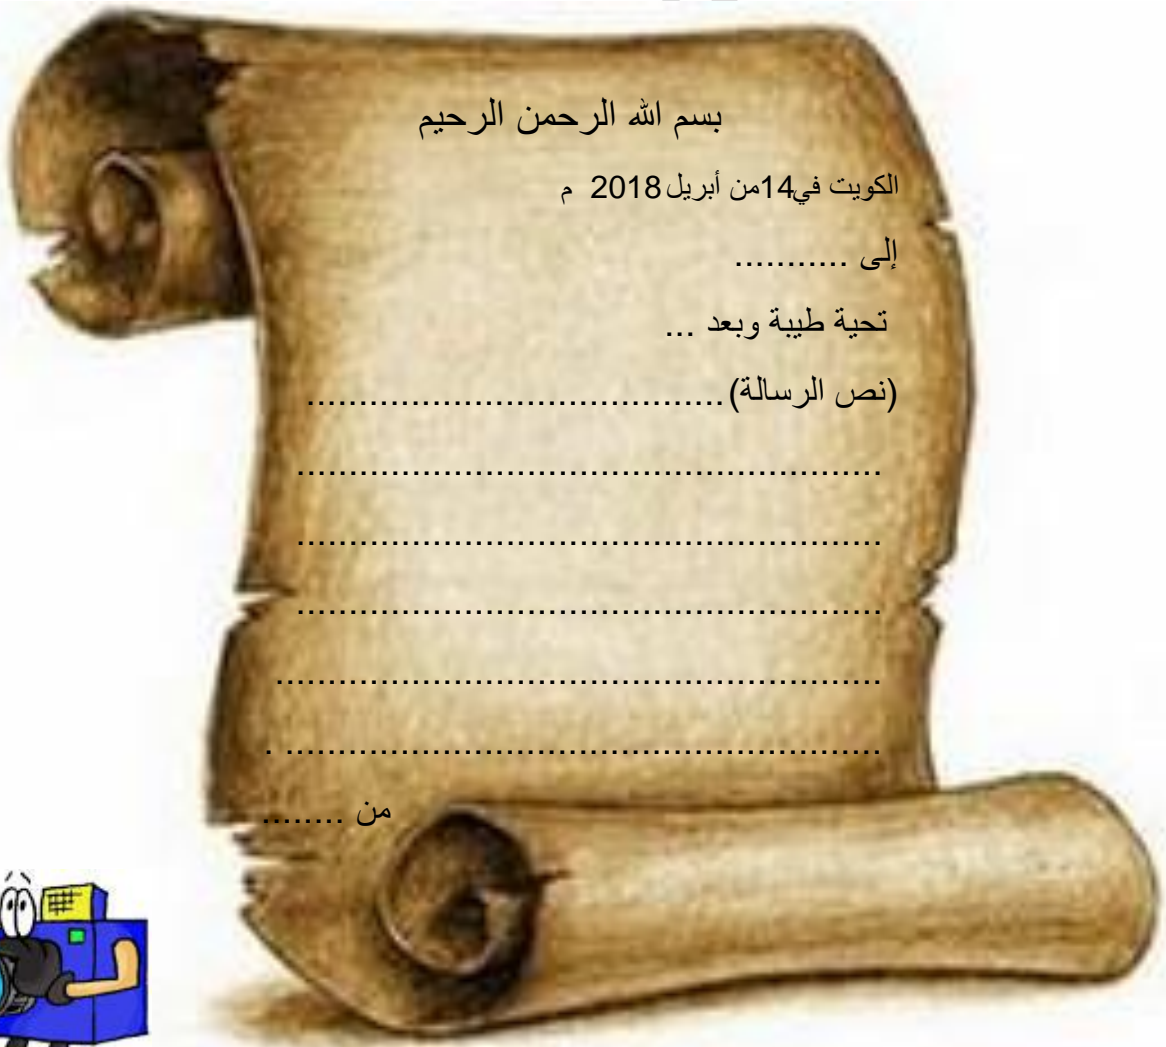 بسم الله الرحمن الرحيم
الكويت في14من أبريل2018 م
إلى ...........
تحية طيبة وبعد ...
(نص الرسالة)........................................
........................................................
........................................................
........................................................
..........................................................
......................................................... .
من ........